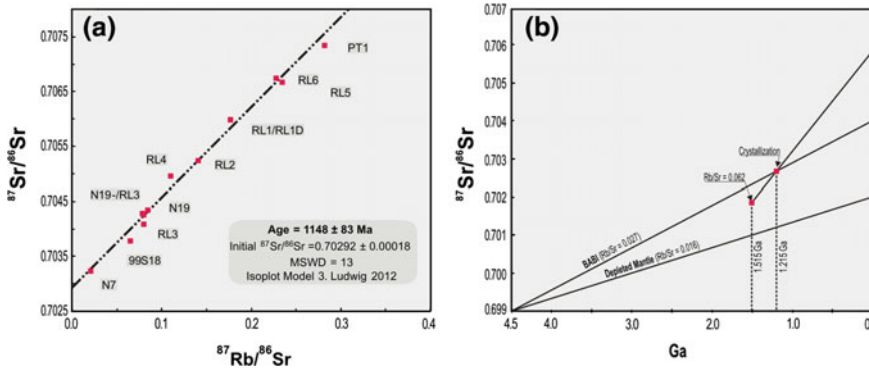 (a)
0.7075
0.7065
0.7055
0.7045
0.7035
0.7025
87Sr/86Sr
PT1
RL6
RL5
RL1/RL1D
RL4
RL2
N19-/RL3
N19
RL3
99S18
N7
Age = 1148 ± 83 Ma
Initial 87Sr/86Sr =0.70292 ± 0.00018
MSWD = 13
Isoplot Model 3. Ludwig 2012
0.0 0.1 0.2 0.3 0.4
87Rb/86Sr
(b)
0.707
0.706
0.705
0.704
0.703
0.702
0.701
0.700
0.699
87Sr/86Sr
Crystallization
Rb/Sr = 0.062
BABI (Rb/Sr = 0.027)
Depleted Mantle (Rb/Sr = 0.016)
1.515 Ga
1.215 Ga
4.5 4.0 3.0 2.0 1.0 0
Ga